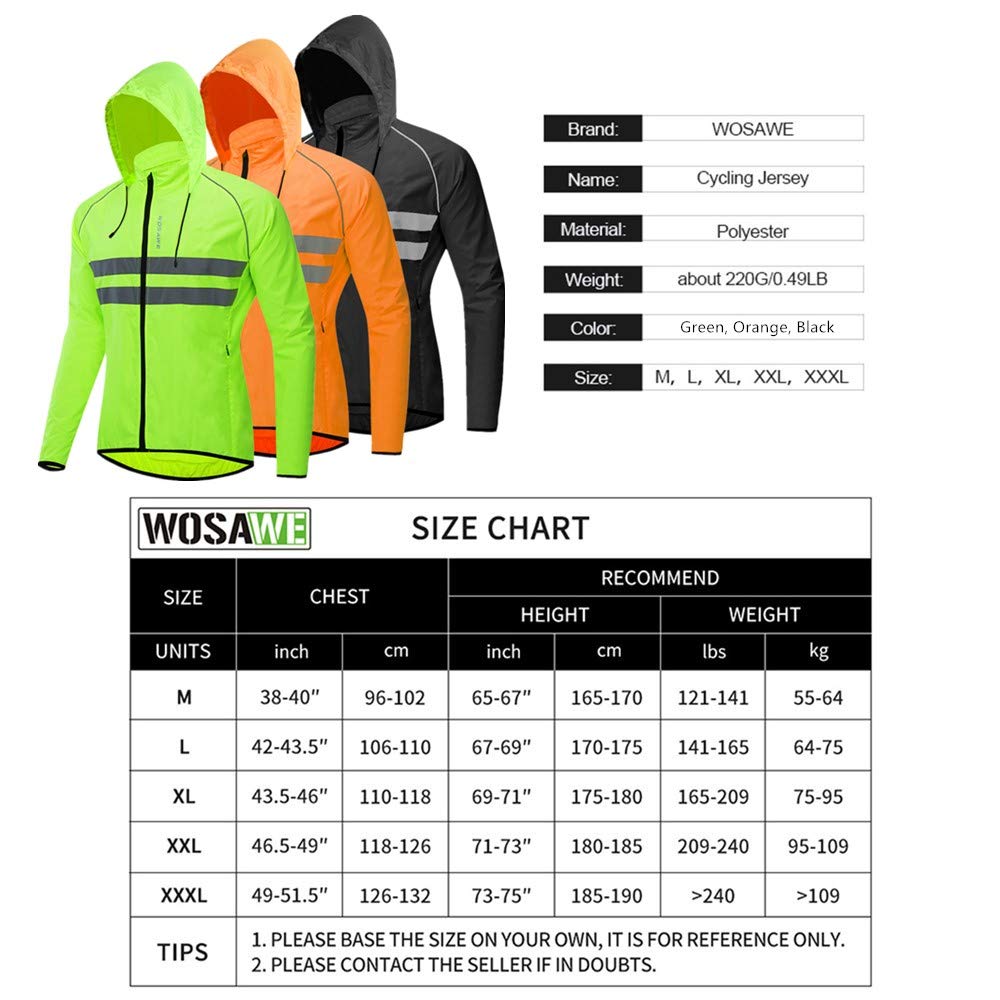 WOSAWE
Brand: WOSAWE
Name: Cycling Jersey
Material: Polyester
Weight: about 220G/0.49LB
Color: Green, Orange, Black
Size: M, L, XL, XXL, XXXL
WOSAWE SIZE CHART
SIZE CHEST RECOMMEND
HEIGHT WEIGHT
UNITS inch cm inch cm lbs kg
M 38-40" 96-102 65-67" 165-170 121-141 55-64
L 42-43.5" 106-110 67-69" 170-175 141-165 64-75
XL 43.5-46" 110-118 69-71" 175-180 165-209 75-95
XXL 46.5-49" 118-126 71-73" 180-185 209-240 95-109
XXXL 49-51.5" 126-132 73-75" 185-190 >240 >109
TIPS 1. PLEASE BASE THE SIZE ON YOUR OWN, IT IS FOR REFERENCE ONLY.
2. PLEASE CONTACT THE SELLER IF IN DOUBTS.